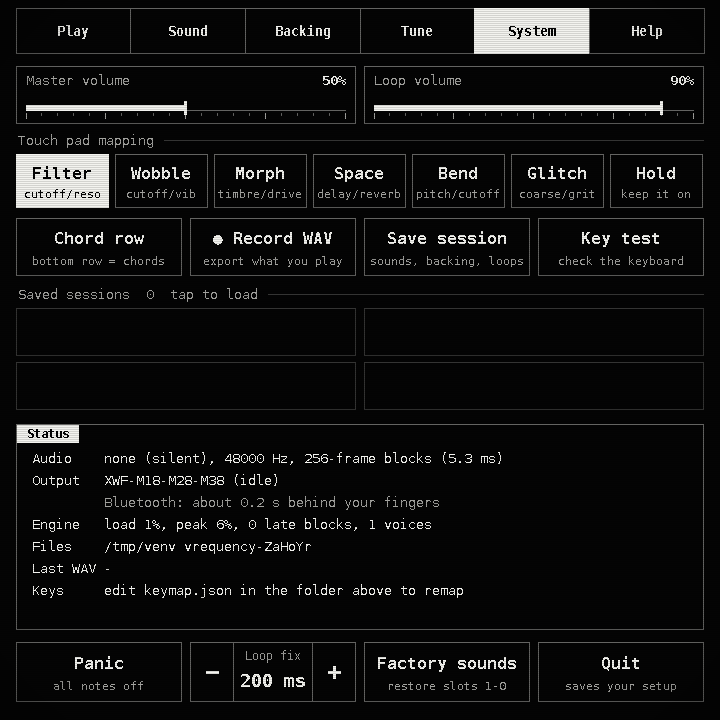 Play Sound Backing Tune System Help
Master volume 50% Loop volume 90%
Touch pad mapping
Filter Wobble Morph Space Bend Glitch Hold
cutoff/reso cutoff/vib timbre/drive delay/reverb pitch/cutoff coarse/grit keep it on
Chord row ● Record WAV Save session Key test
bottom row = chords export what you play sounds, backing, loops check the keyboard
Saved sessions 0 tap to load
Status
Audio none (silent), 48000 Hz, 256-frame blocks (5.3 ms)
Output XWF-M18-M28-M38 (idle)
Bluetooth: about 0.2 s behind your fingers
Engine load 1%, peak 6%, 0 late blocks, 1 voices
Files /tmp/venv vrequency-ZaHoYr
Last WAV -
Keys edit keymap.json in the folder above to remap
Panic − Loop fix + Factory sounds Quit
all notes off 200 ms restore slots 1-0 saves your setup